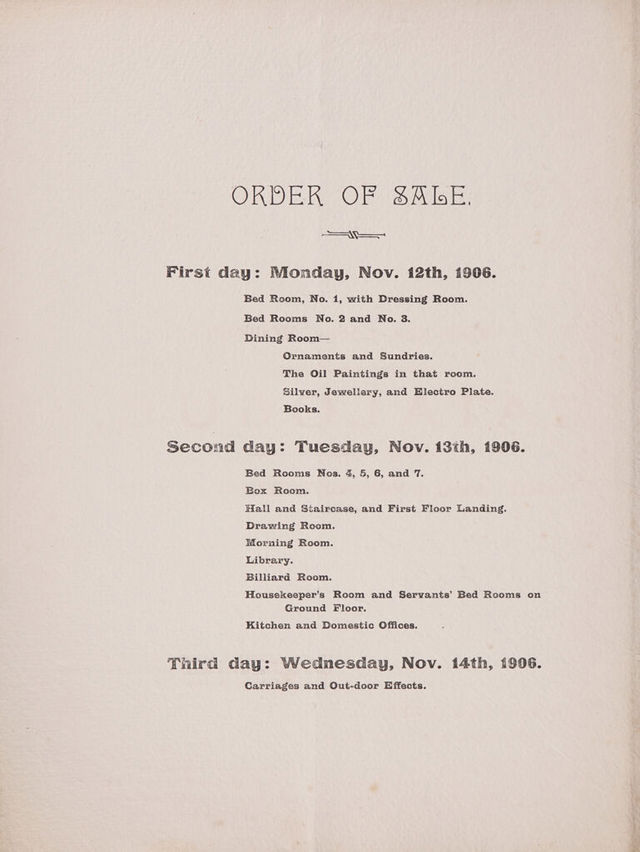 ORDER OF SALE.
First day: Monday, Nov. 12th, 1906.
Bed Room, No. 1, with Dressing Room.
Bed Rooms No. 2 and No. 3.
Dining Room—
Ornaments and Sundries.
The Oil Paintings in that room.
Silver, Jewellery, and Electro Plate.
Books.
Second day: Tuesday, Nov. 13th, 1906.
Bed Rooms Nos. 4, 5, 6, and 7.
Box Room.
Hall and Staircase, and First Floor Landing.
Drawing Room.
Morning Room.
Library.
Billiard Room.
Housekeeper's Room and Servants' Bed Rooms on
Ground Floor.
Kitchen and Domestic Offices.
Third day: Wednesday, Nov. 14th, 1906.
Carriages and Out-door Effects.